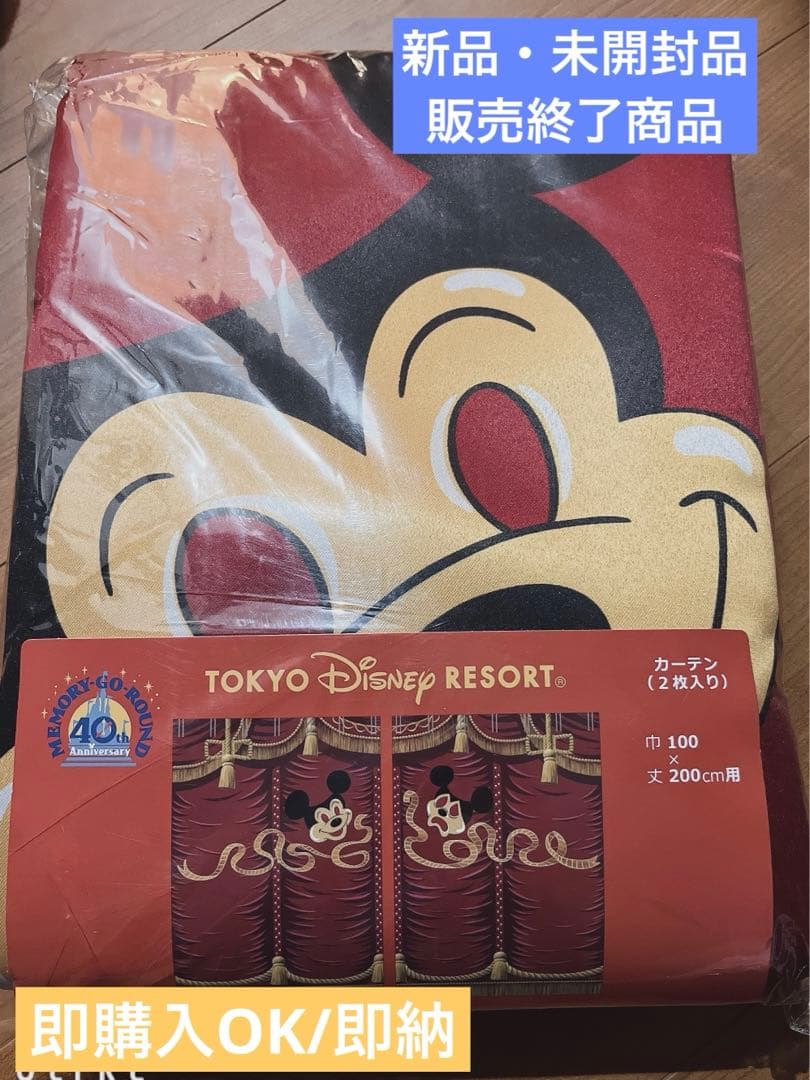 新品・未開封品
販売終了商品
MEMORY-GO-ROUND
40th
Anniversary
TOKYO Disney RESORT®
カーテン
(2枚入り)
巾 100
×
丈 200cm用
即購入OK/即納